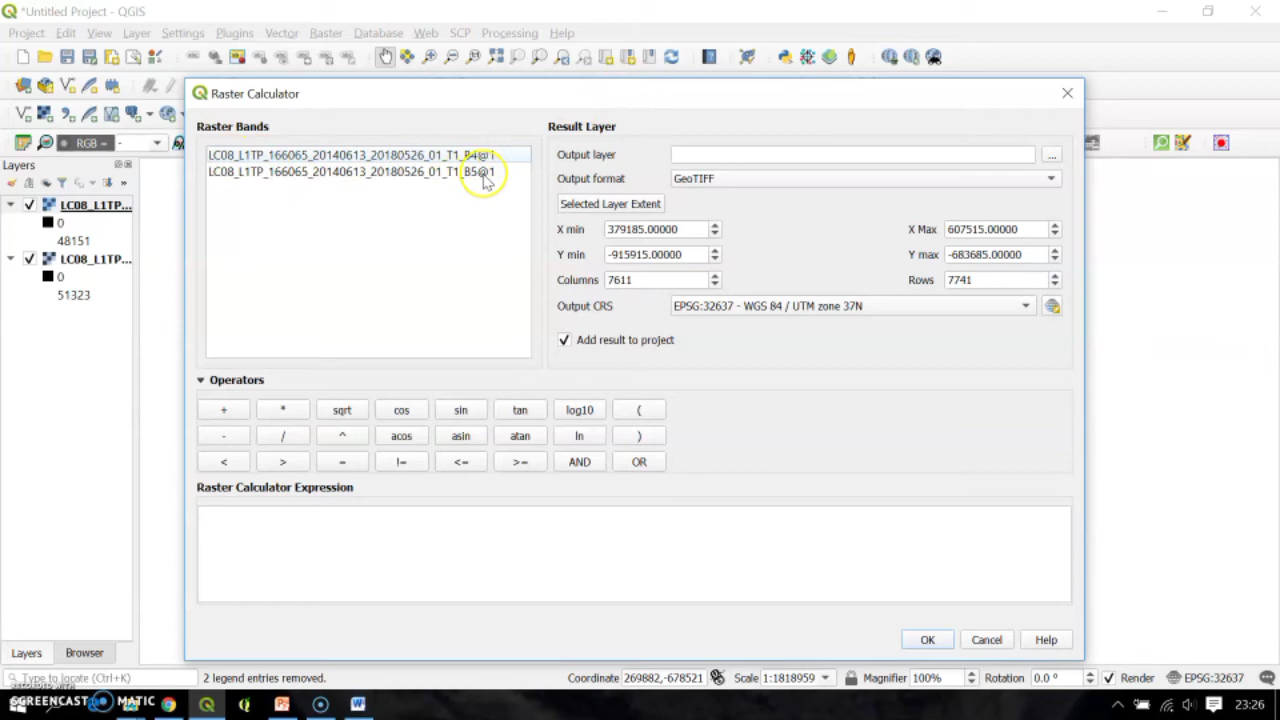 *Untitled Project - QGIS
Project Edit View Layer Settings Plugins Vector Raster Database Web SCP Processing Help
RGB = -
Raster Calculator
Raster Bands
LC08_L1TP_166065_20140613_20180526_01_T1_B4@1
LC08_L1TP_166065_20140613_20180526_01_T1_B5@1
Result Layer
Output layer
...
Output format
GeoTIFF
Selected Layer Extent
X min 379185.00000 X Max 607515.00000
Y min -915915.00000 Y max -683685.00000
Columns 7611 Rows 7741
Output CRS EPSG:32637 - WGS 84 / UTM zone 37N
Add result to project
Operators
+ * sqrt cos sin tan log10 (
- / ^ acos asin atan ln )
< > = != <= >= AND OR
Raster Calculator Expression
OK Cancel Help
Layers
LC08_L1TP...
0
48151
LC08_L1TP...
0
51323
Layers Browser
Type to locate (Ctrl+K) 2 legend entries removed. Coordinate 269882,-678521 Scale 1:1818959 Magnifier 100% Rotation 0.0 ° Render EPSG:32637
SCREENCAST MATIC
23:26